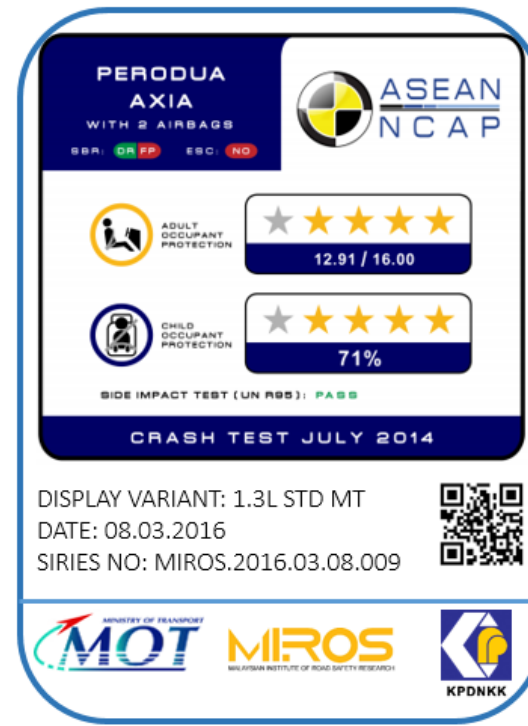 PERODUA
AXIA
WITH 2 AIRBAGS
SBR: DR FP ESC: NO
ASEAN
NCAP
ADULT
OCCUPANT
PROTECTION
12.91 / 16.00
CHILD
OCCUPANT
PROTECTION
71%
SIDE IMPACT TEST (UN R95): PASS
CRASH TEST JULY 2014
DISPLAY VARIANT: 1.3L STD MT
DATE: 08.03.2016
SIRIES NO: MIROS.2016.03.08.009
MINISTRY OF TRANSPORT
MOT
MIROS
MALAYSIAN INSTITUTE OF ROAD SAFETY RESEARCH
KPDNKK